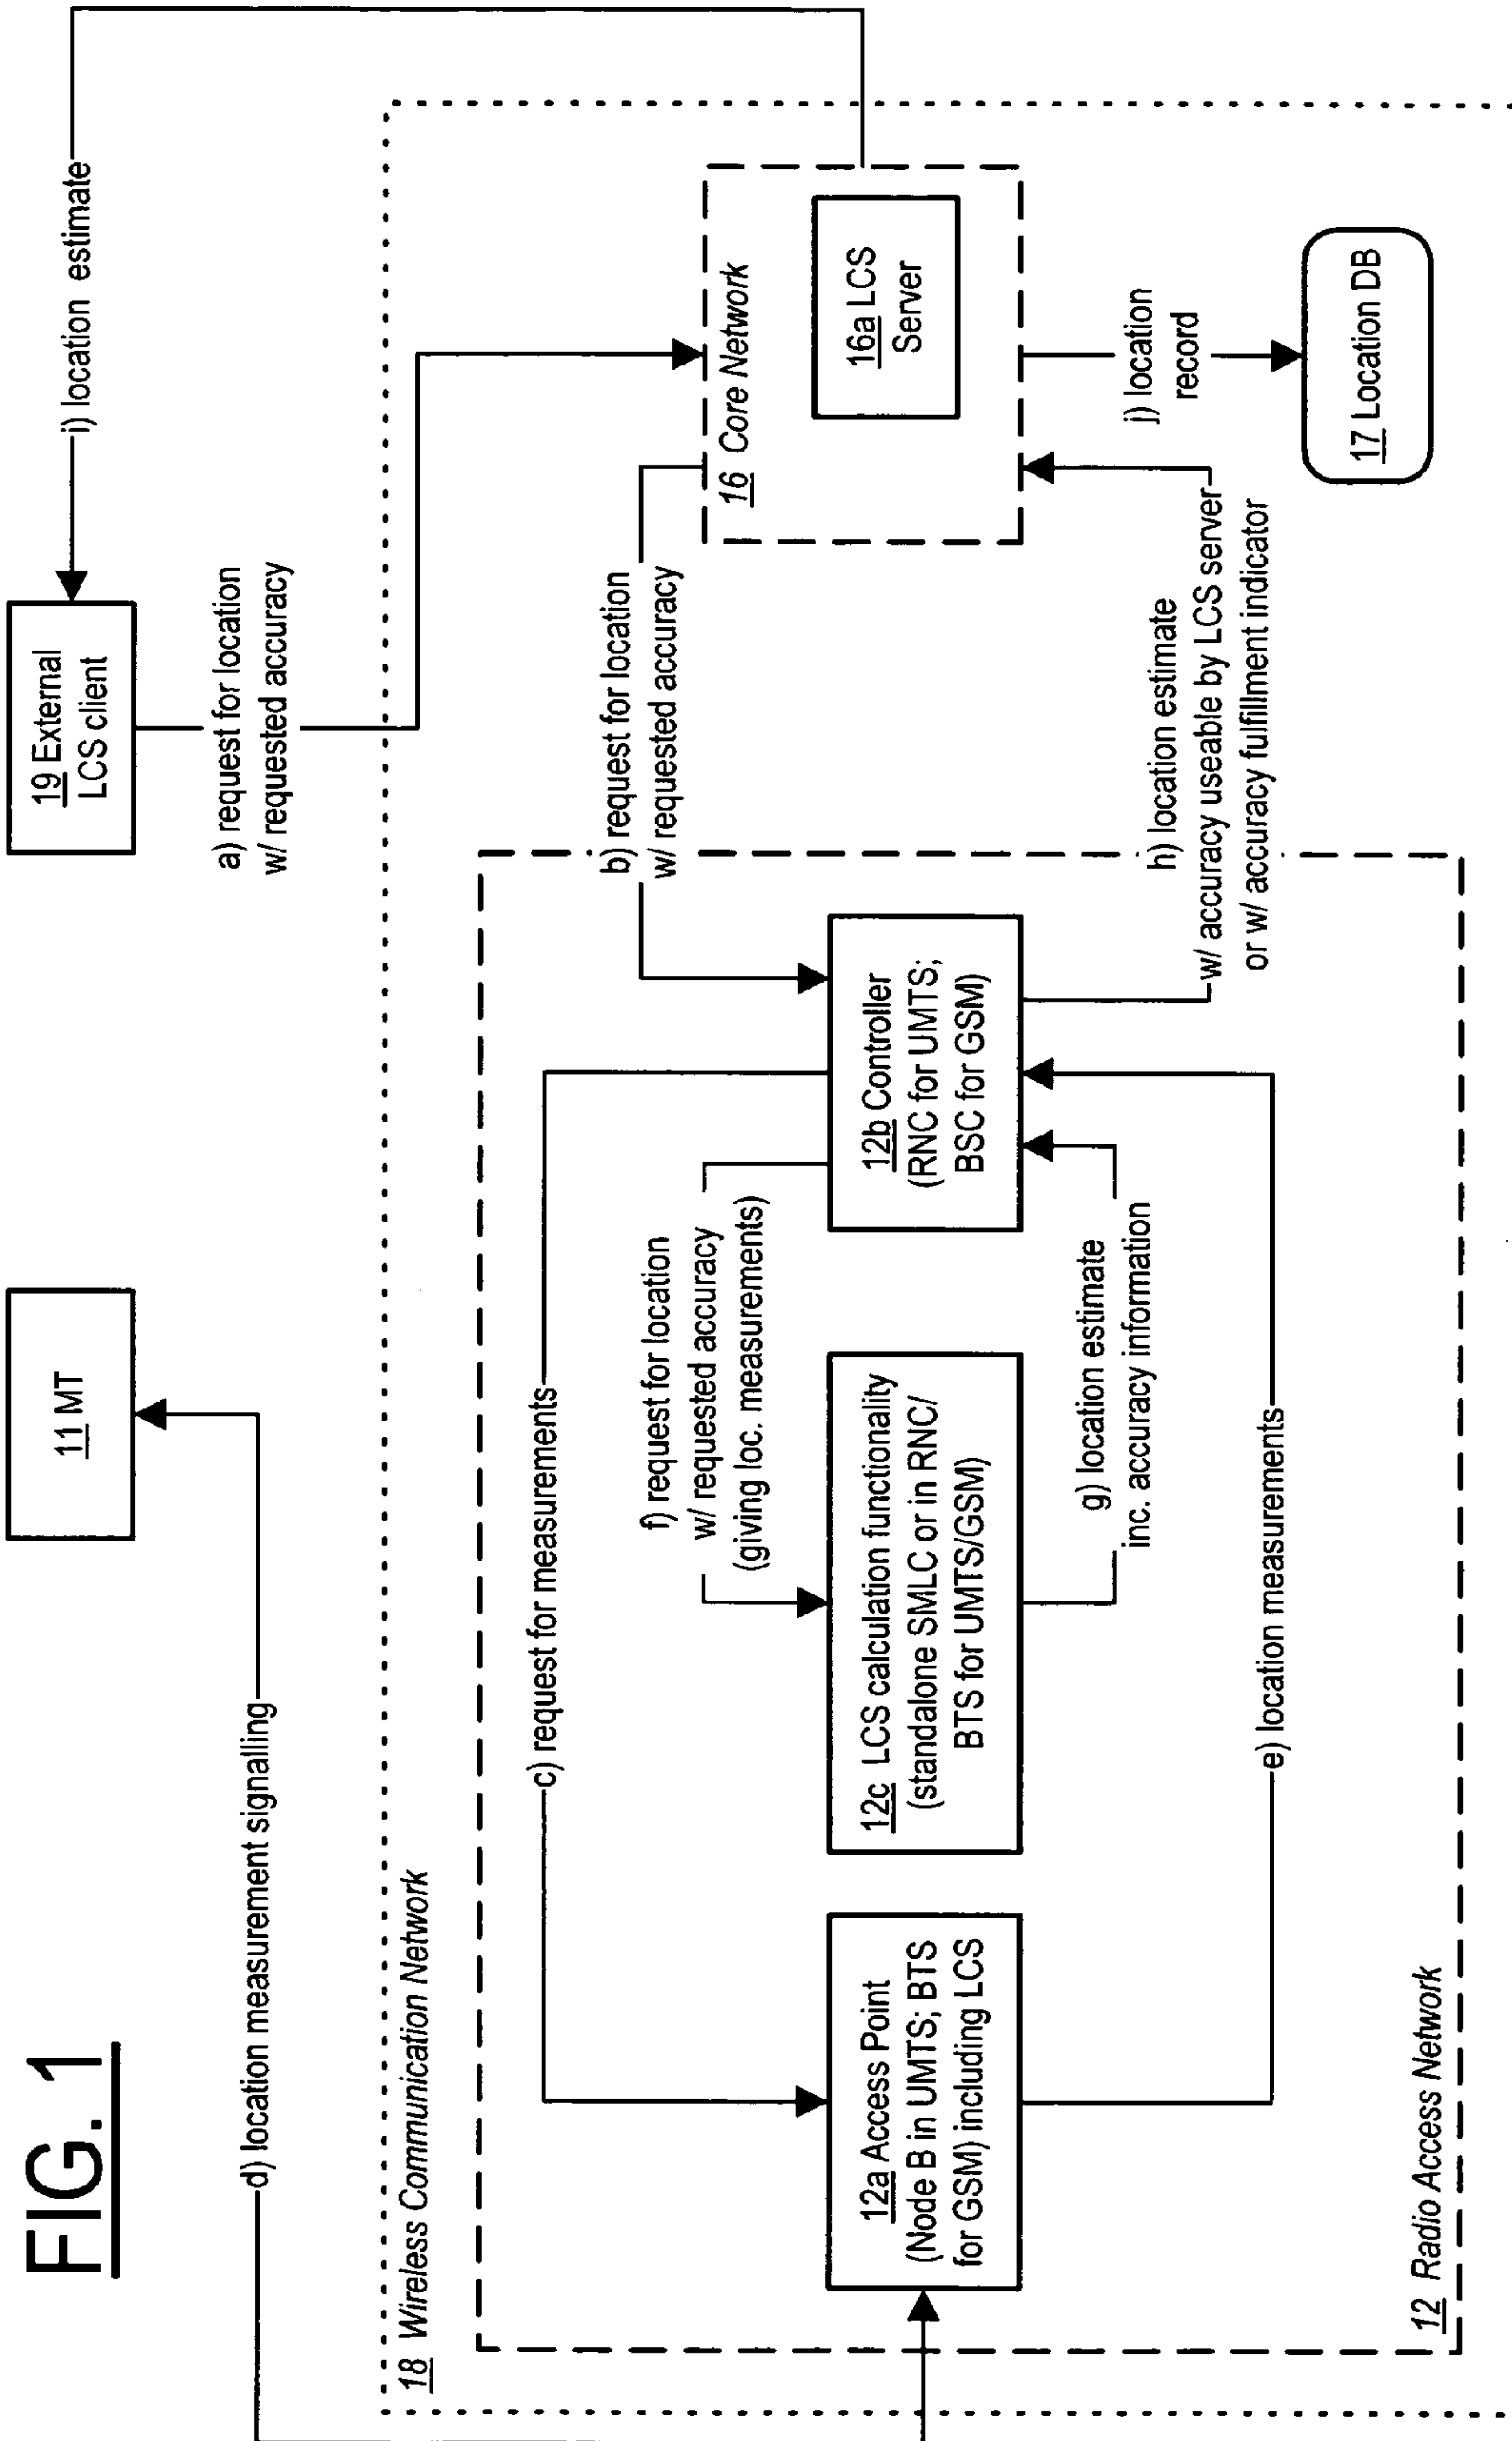 FIG. 1
11 MT
19 External
LCS client
i) location estimate
d) location measurement signalling
a) request for location
w/ requested accuracy
18 Wireless Communication Network
c) request for measurements
b) request for location
w/ requested accuracy
16 Core Network
16a LCS
Server
f) request for location
w/ requested accuracy
(giving loc. measurements)
12a Access Point
(Node B in UMTS; BTS
for GSM) including LCS
12c LCS calculation functionality
(standalone SMLC or in RNC/
BTS for UMTS/GSM)
12b Controller
(RNC for UMTS;
BSC for GSM)
g) location estimate
inc. accuracy information
h) location estimate
w/ accuracy useable by LCS server
or w/ accuracy fulfillment indicator
j) location
record
e) location measurements
17 Location DB
12 Radio Access Network